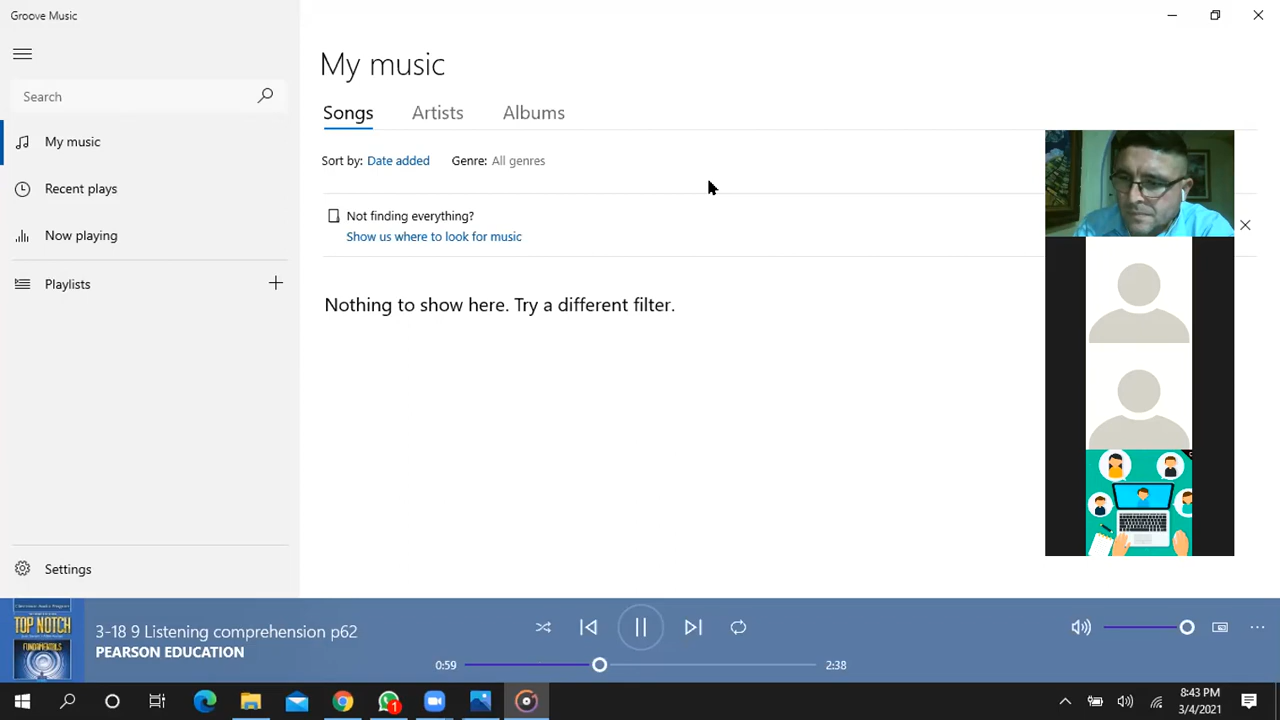 Groove Music
My music
Search
Songs Artists Albums
My music
Sort by: Date added Genre: All genres
Recent plays
Not finding everything?
Show us where to look for music
Now playing
Playlists
Nothing to show here. Try a different filter.
Settings
TOP NOTCH
FUNDAMENTALS
3-18 9 Listening comprehension p62
PEARSON EDUCATION
0:59 2:38
1
8:43 PM
3/4/2021